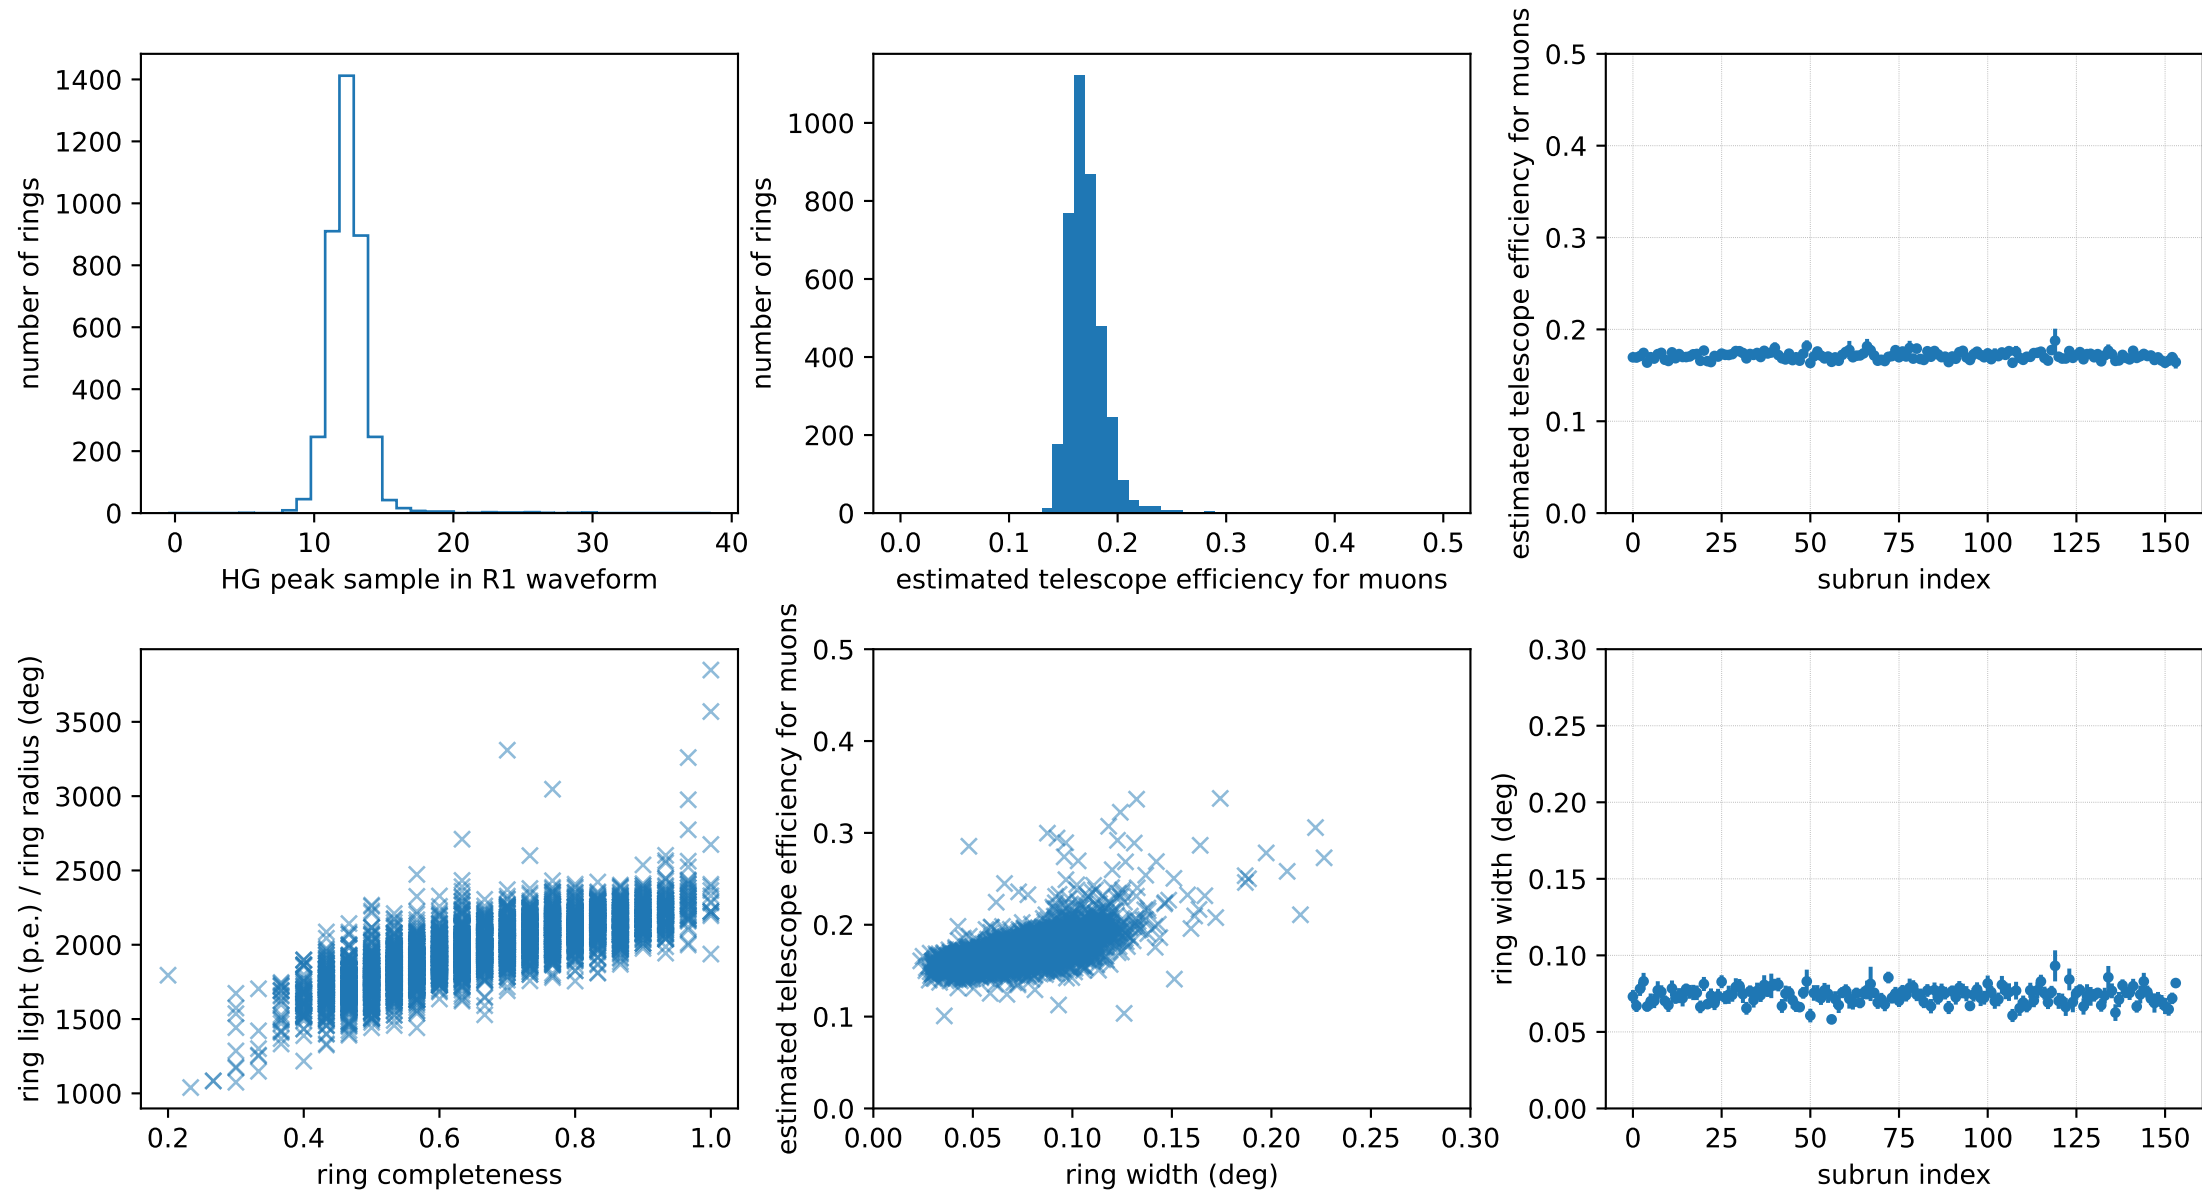 1400
1200
1000
800
600
400
200
0
number of rings
0 10 20 30 40
HG peak sample in R1 waveform
1000
800
600
400
200
0
number of rings
0.0 0.1 0.2 0.3 0.4 0.5
estimated telescope efficiency for muons
0.5
0.4
0.3
0.2
0.1
0.0
estimated telescope efficiency for muons
0 25 50 75 100 125 150
subrun index
3500
3000
2500
2000
1500
1000
ring light (p.e.) / ring radius (deg)
0.2 0.4 0.6 0.8 1.0
ring completeness
0.5
0.4
0.3
0.2
0.1
0.0
estimated telescope efficiency for muons
0.00 0.05 0.10 0.15 0.20 0.25 0.30
ring width (deg)
0.30
0.25
0.20
0.15
0.10
0.05
0.00
ring width (deg)
0 25 50 75 100 125 150
subrun index